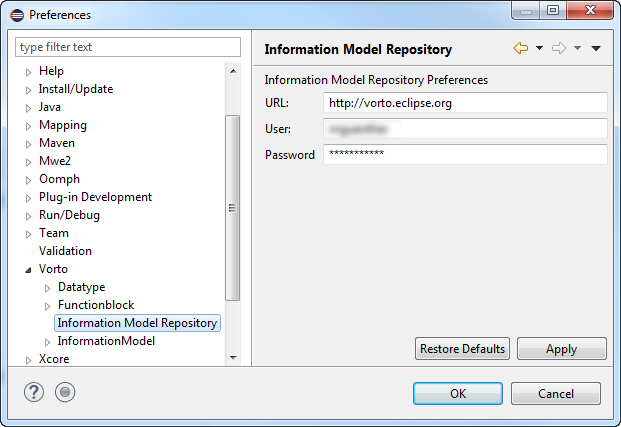 Preferences
type filter text
Help
Install/Update
Java
Mapping
Maven
Mwe2
Oomph
Plug-in Development
Run/Debug
Team
Validation
Vorto
Datatype
Functionblock
Information Model Repository
InformationModel
Xcore
Information Model Repository
Information Model Repository Preferences
URL: http://vorto.eclipse.org
User:
Password ***********
Restore Defaults Apply
? OK Cancel